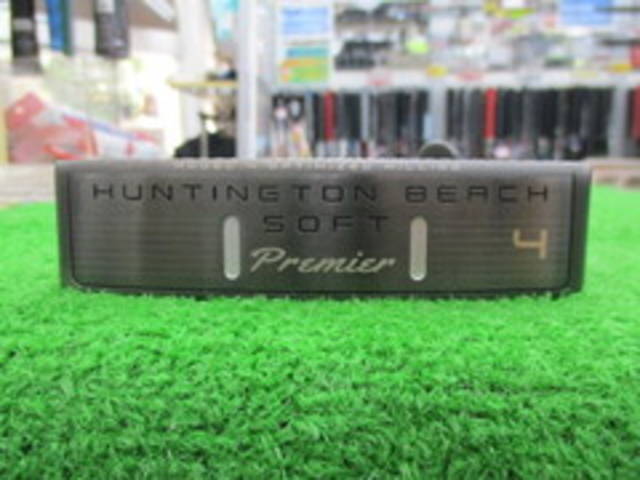 HUNTINGTON BEACH
SOFT
Premier
4